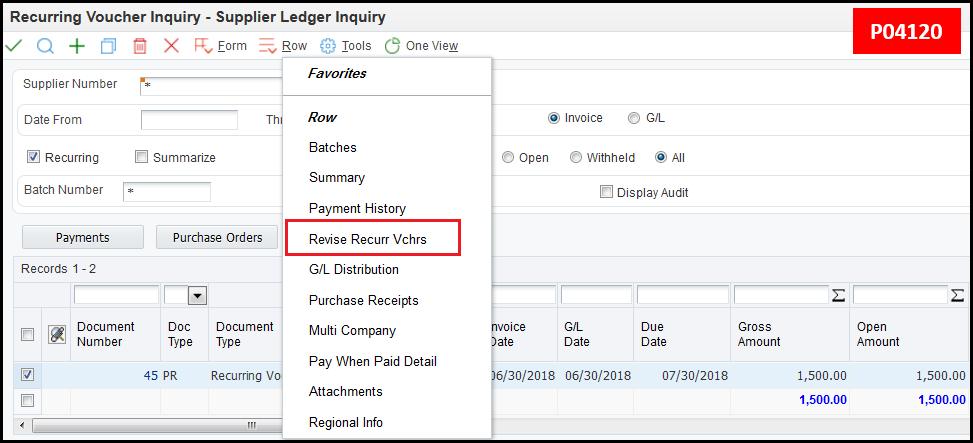 Recurring Voucher Inquiry - Supplier Ledger Inquiry
P04120
Form Row Tools One View
Supplier Number *
Date From Thr Invoice G/L
Recurring Summarize Open Withheld All
Batch Number * Display Audit
Payments Purchase Orders
Favorites
Row
Batches
Summary
Payment History
Revise Recurr Vchrs
G/L Distribution
Purchase Receipts
Multi Company
Pay When Paid Detail
Attachments
Regional Info
Records 1 - 2
Document Number Doc Type Document Type Invoice Date G/L Date Due Date Gross Amount Open Amount
45 PR Recurring Vou 06/30/2018 06/30/2018 07/30/2018 1,500.00 1,500.00
1,500.00 1,500.00